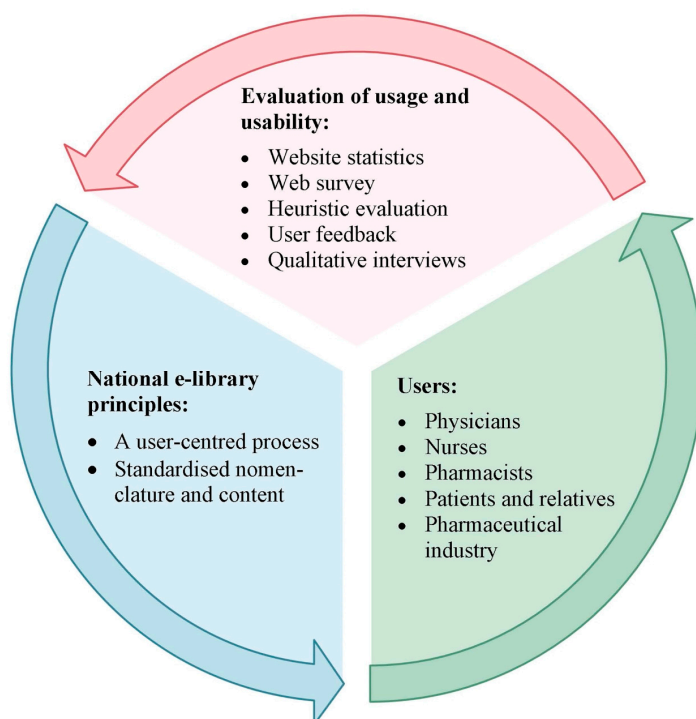 Evaluation of usage and
usability:
• Website statistics
• Web survey
• Heuristic evaluation
• User feedback
• Qualitative interviews
National e-library
principles:
• A user-centred process
• Standardised nomen-
clature and content
Users:
• Physicians
• Nurses
• Pharmacists
• Patients and relatives
• Pharmaceutical
industry